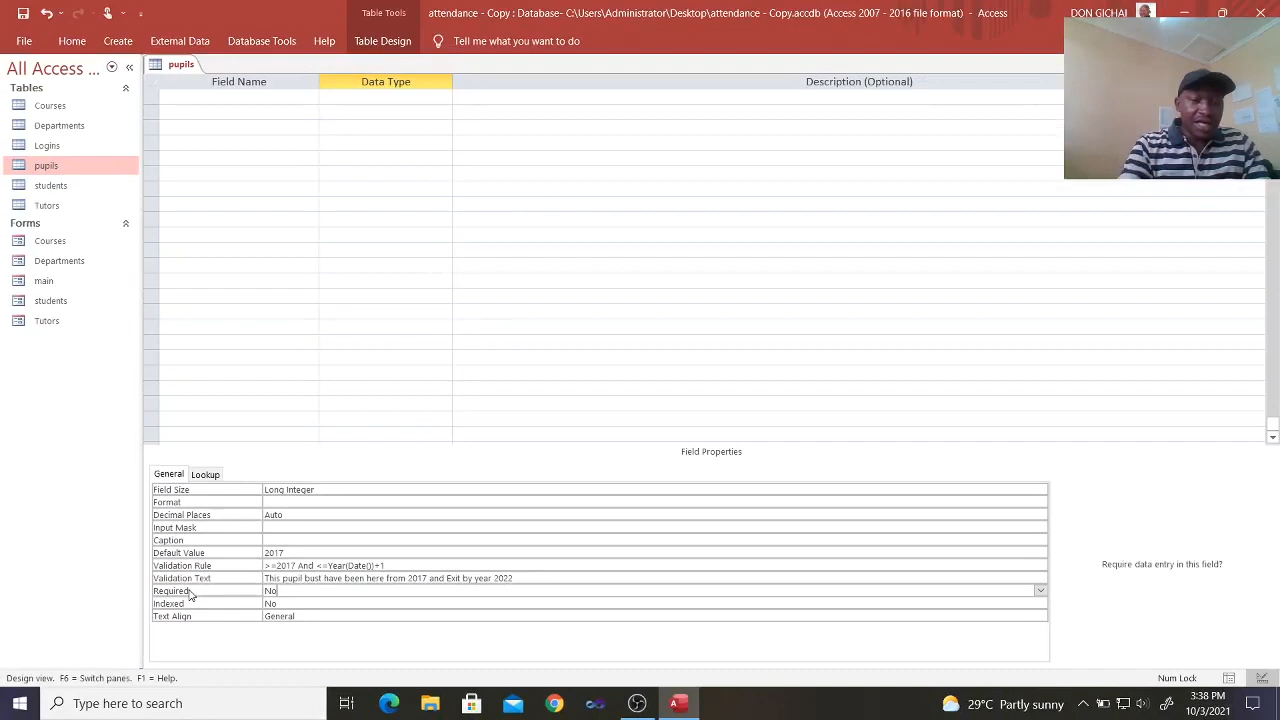 Table Tools
attendance - Copy : Database- C:\Users\Administrator\Desktop\attendance - Copy.accdb (Access 2007 - 2016 file format) - Access
DON GICHAI
File Home Create External Data Database Tools Help Table Design Tell me what you want to do
All Access ...
pupils
Field Name Data Type Description (Optional)
Tables
Courses
Departments
Logins
pupils
students
Tutors
Forms
Courses
Departments
main
students
Tutors
Field Properties
General Lookup
Field Size Long Integer
Format
Decimal Places Auto
Input Mask
Caption
Default Value 2017
Validation Rule >=2017 And <=Year(Date())+1
Validation Text This pupil bust have been here from 2017 and Exit by year 2022
Required No
Indexed No
Text Align General
Require data entry in this field?
Design view. F6 = Switch panes. F1 = Help.
Num Lock
Type here to search
29°C Partly sunny
3:38 PM
10/3/2021